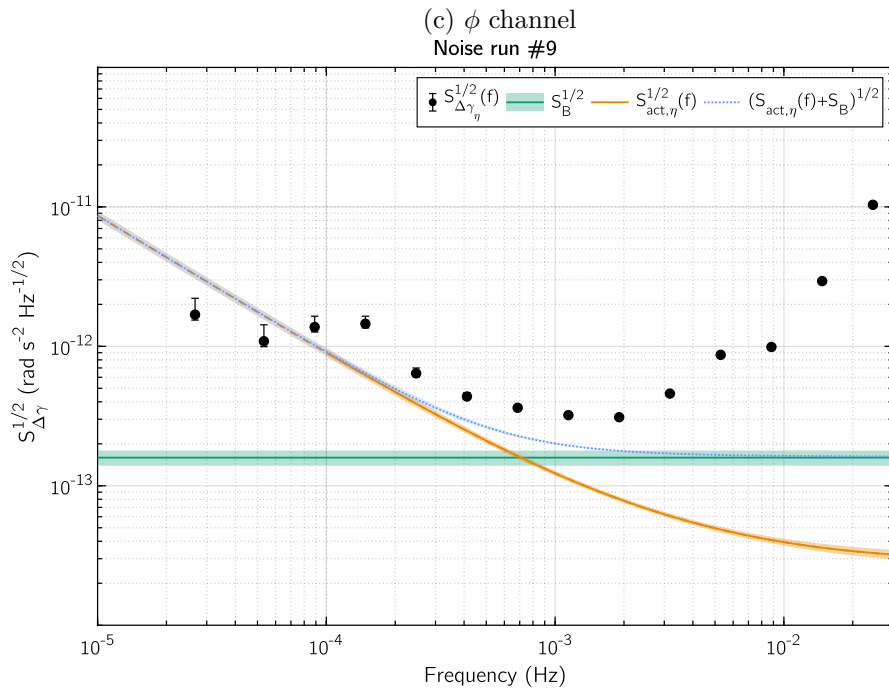 (c) ϕ channel
Noise run #9
S^{1/2}_{Δγ_η}(f) S_B^{1/2} S^{1/2}_{act,η}(f) (S_{act,η}(f)+S_B)^{1/2}
10^{-11}
10^{-12}
10^{-13}
S^{1/2}_{Δγ} (rad s^{-2} Hz^{-1/2})
10^{-5} 10^{-4} 10^{-3} 10^{-2}
Frequency (Hz)